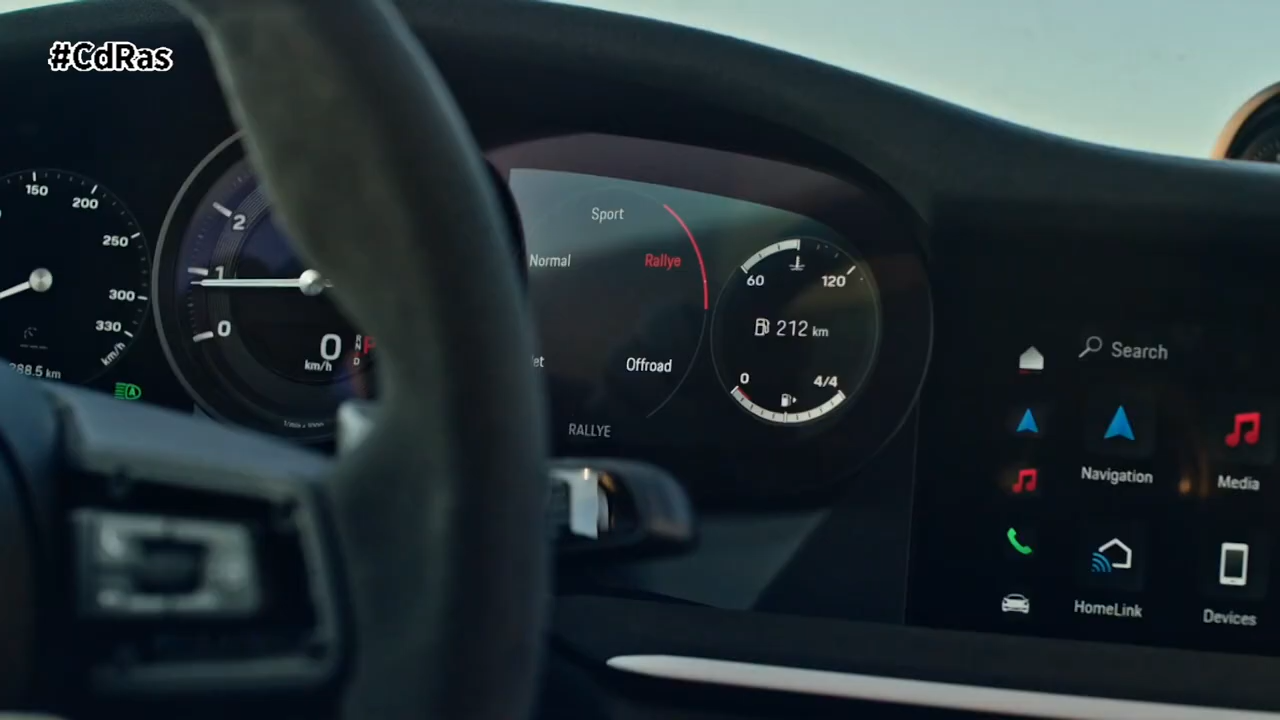 #CdRas
150
200
250
300
330
km/h
288.5 km
2
1
0
0
km/h
R
N
D
P
Sport
Normal
Rallye
Offroad
RALLYE
60
120
212 km
0
4/4
Search
Navigation
Media
HomeLink
Devices